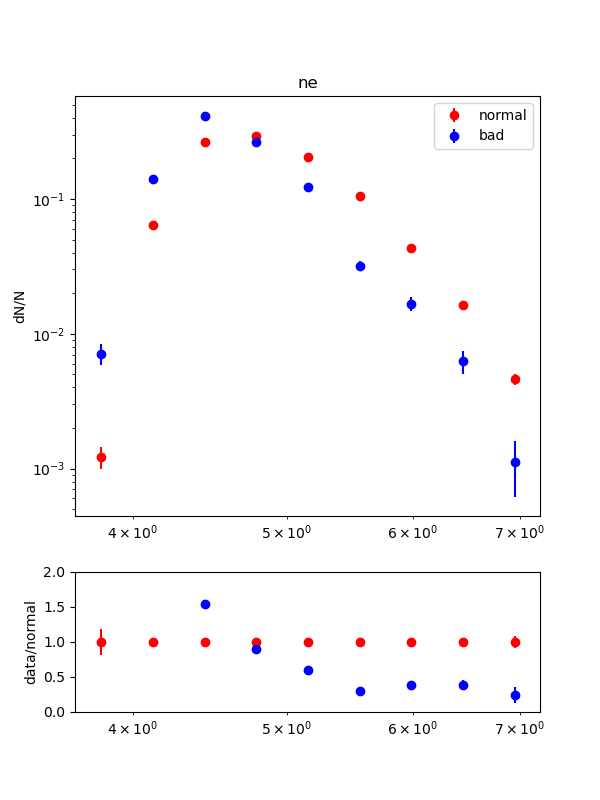 ne
normal
bad
dN/N
10⁻¹
10⁻²
10⁻³
4 × 10⁰ 5 × 10⁰ 6 × 10⁰ 7 × 10⁰
data/normal
2.0
1.5
1.0
0.5
0.0
4 × 10⁰ 5 × 10⁰ 6 × 10⁰ 7 × 10⁰